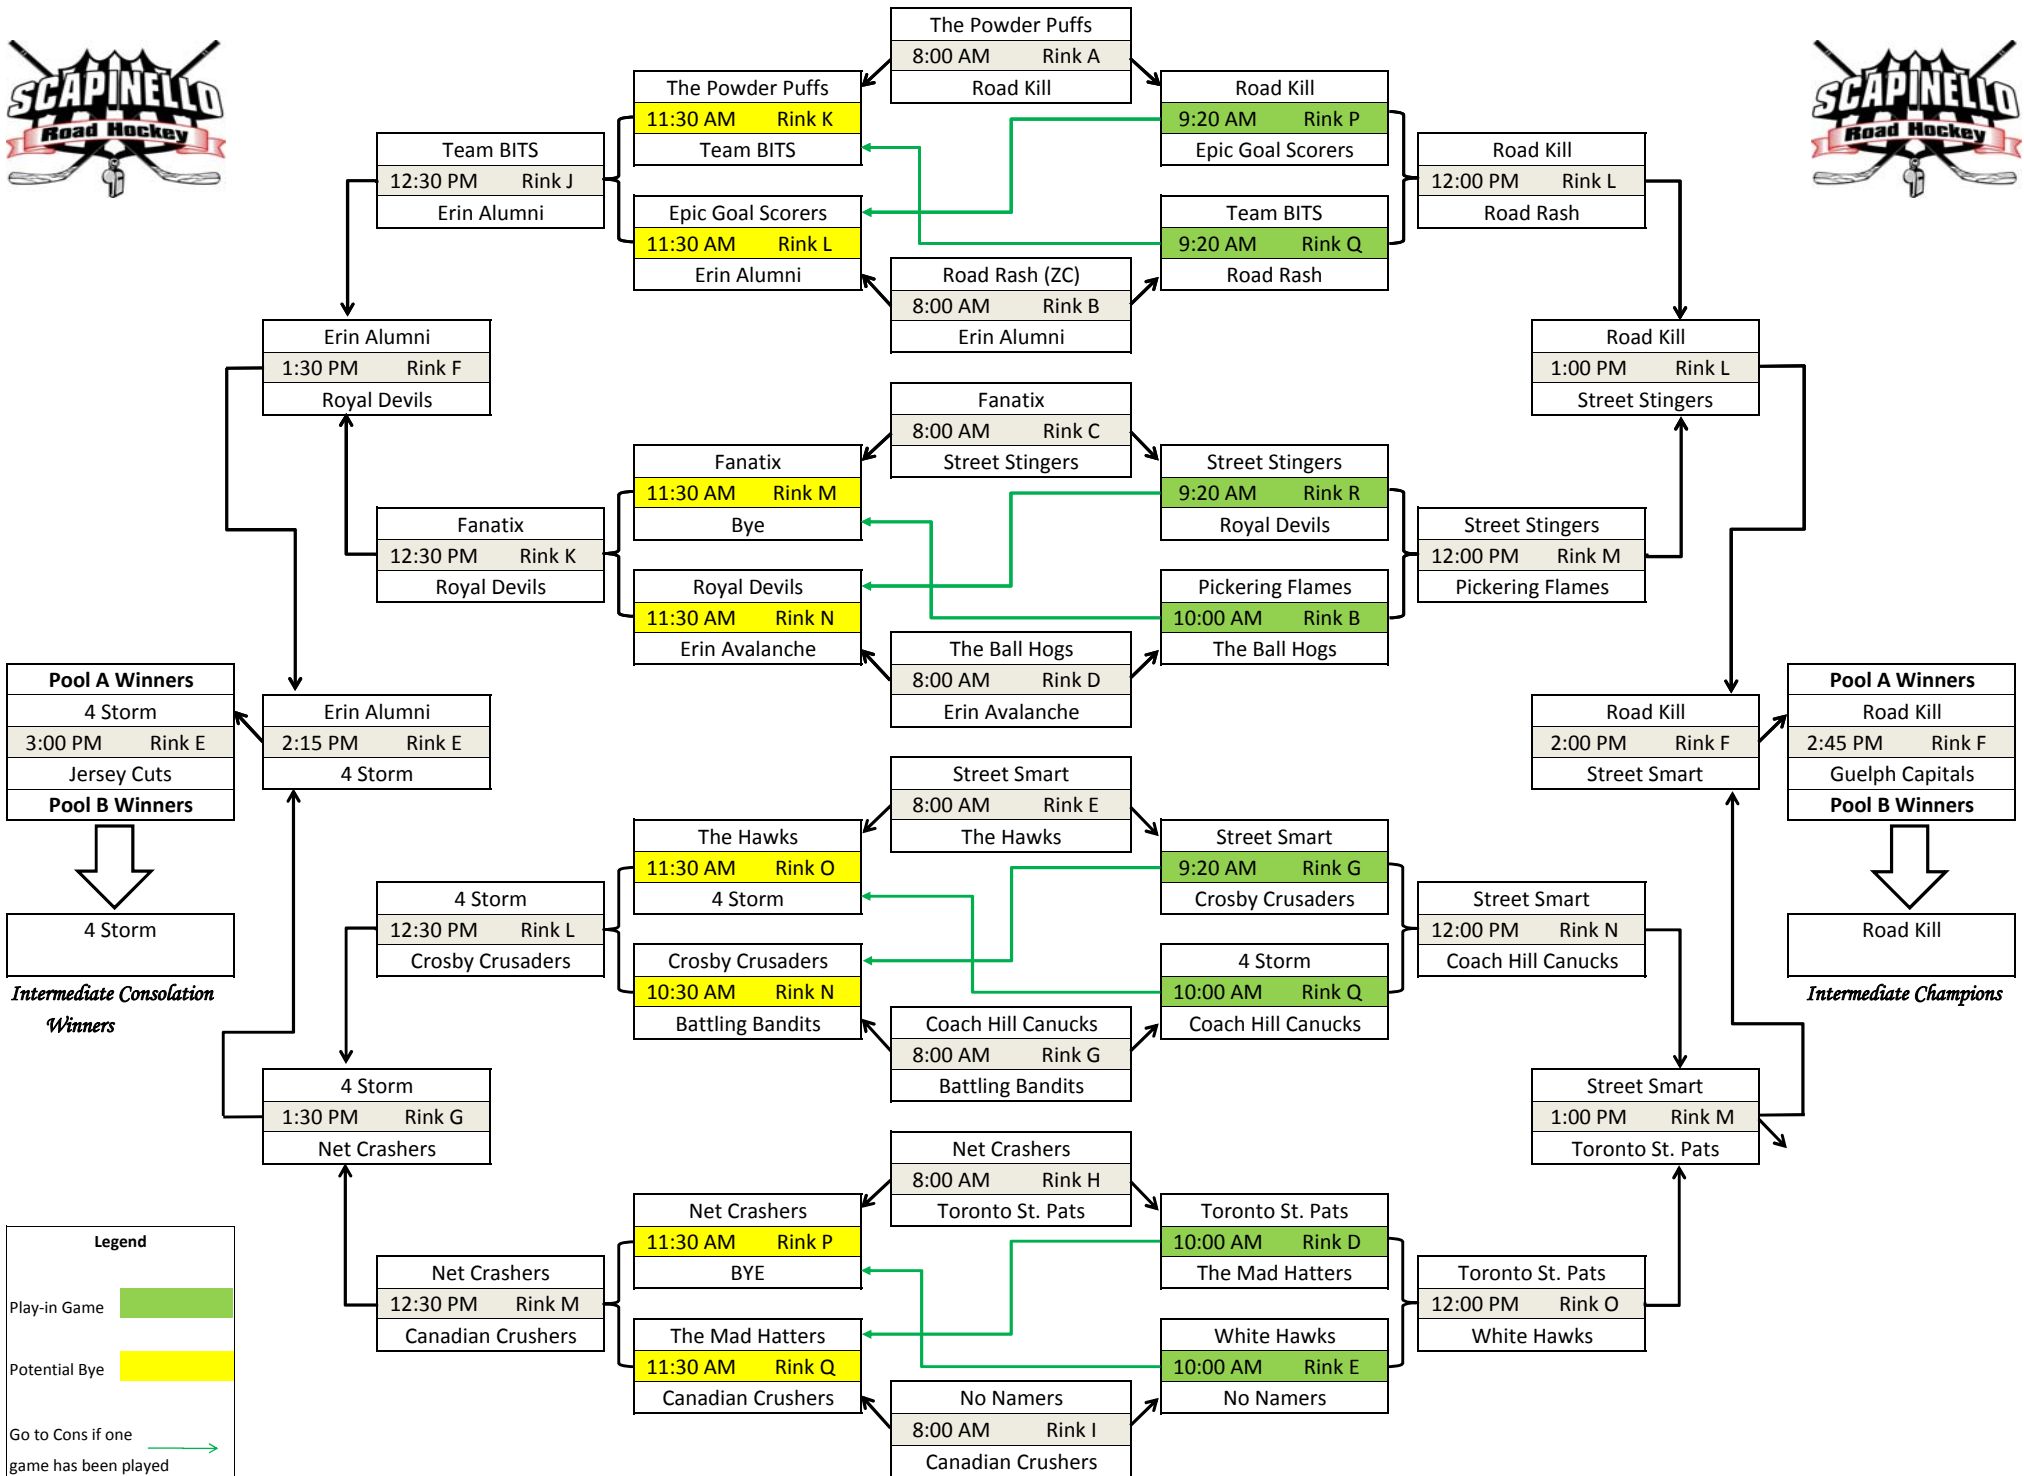 SCAPINELLO
Road Hockey
SCAPINELLO
Road Hockey
The Powder Puffs
8:00 AM Rink A
Road Kill
The Powder Puffs
11:30 AM Rink K
Team BITS
Road Kill
9:20 AM Rink P
Epic Goal Scorers
Team BITS
12:30 PM Rink J
Erin Alumni
Road Kill
12:00 PM Rink L
Road Rash
Epic Goal Scorers
11:30 AM Rink L
Erin Alumni
Team BITS
9:20 AM Rink Q
Road Rash
Road Rash (ZC)
8:00 AM Rink B
Erin Alumni
Erin Alumni
1:30 PM Rink F
Royal Devils
Road Kill
1:00 PM Rink L
Street Stingers
Fanatix
8:00 AM Rink C
Street Stingers
Fanatix
11:30 AM Rink M
Bye
Street Stingers
9:20 AM Rink R
Royal Devils
Fanatix
12:30 PM Rink K
Royal Devils
Street Stingers
12:00 PM Rink M
Pickering Flames
Royal Devils
11:30 AM Rink N
Erin Avalanche
Pickering Flames
10:00 AM Rink B
The Ball Hogs
The Ball Hogs
8:00 AM Rink D
Erin Avalanche
Pool A Winners
4 Storm
3:00 PM Rink E
Jersey Cuts
Pool B Winners
Erin Alumni
2:15 PM Rink E
4 Storm
Road Kill
2:00 PM Rink F
Street Smart
Pool A Winners
Road Kill
2:45 PM Rink F
Guelph Capitals
Pool B Winners
Street Smart
8:00 AM Rink E
The Hawks
The Hawks
11:30 AM Rink O
4 Storm
Street Smart
9:20 AM Rink G
Crosby Crusaders
4 Storm
12:30 PM Rink L
Crosby Crusaders
Street Smart
12:00 PM Rink N
Coach Hill Canucks
4 Storm
Intermediate Consolation
Winners
Road Kill
Intermediate Champions
Crosby Crusaders
10:30 AM Rink N
Battling Bandits
4 Storm
10:00 AM Rink Q
Coach Hill Canucks
Coach Hill Canucks
8:00 AM Rink G
Battling Bandits
4 Storm
1:30 PM Rink G
Net Crashers
Street Smart
1:00 PM Rink M
Toronto St. Pats
Net Crashers
8:00 AM Rink H
Toronto St. Pats
Net Crashers
11:30 AM Rink P
BYE
Toronto St. Pats
10:00 AM Rink D
The Mad Hatters
Net Crashers
12:30 PM Rink M
Canadian Crushers
Toronto St. Pats
12:00 PM Rink O
White Hawks
The Mad Hatters
11:30 AM Rink Q
Canadian Crushers
White Hawks
10:00 AM Rink E
No Namers
No Namers
8:00 AM Rink I
Canadian Crushers
Legend
Play-in Game
Potential Bye
Go to Cons if one
game has been played